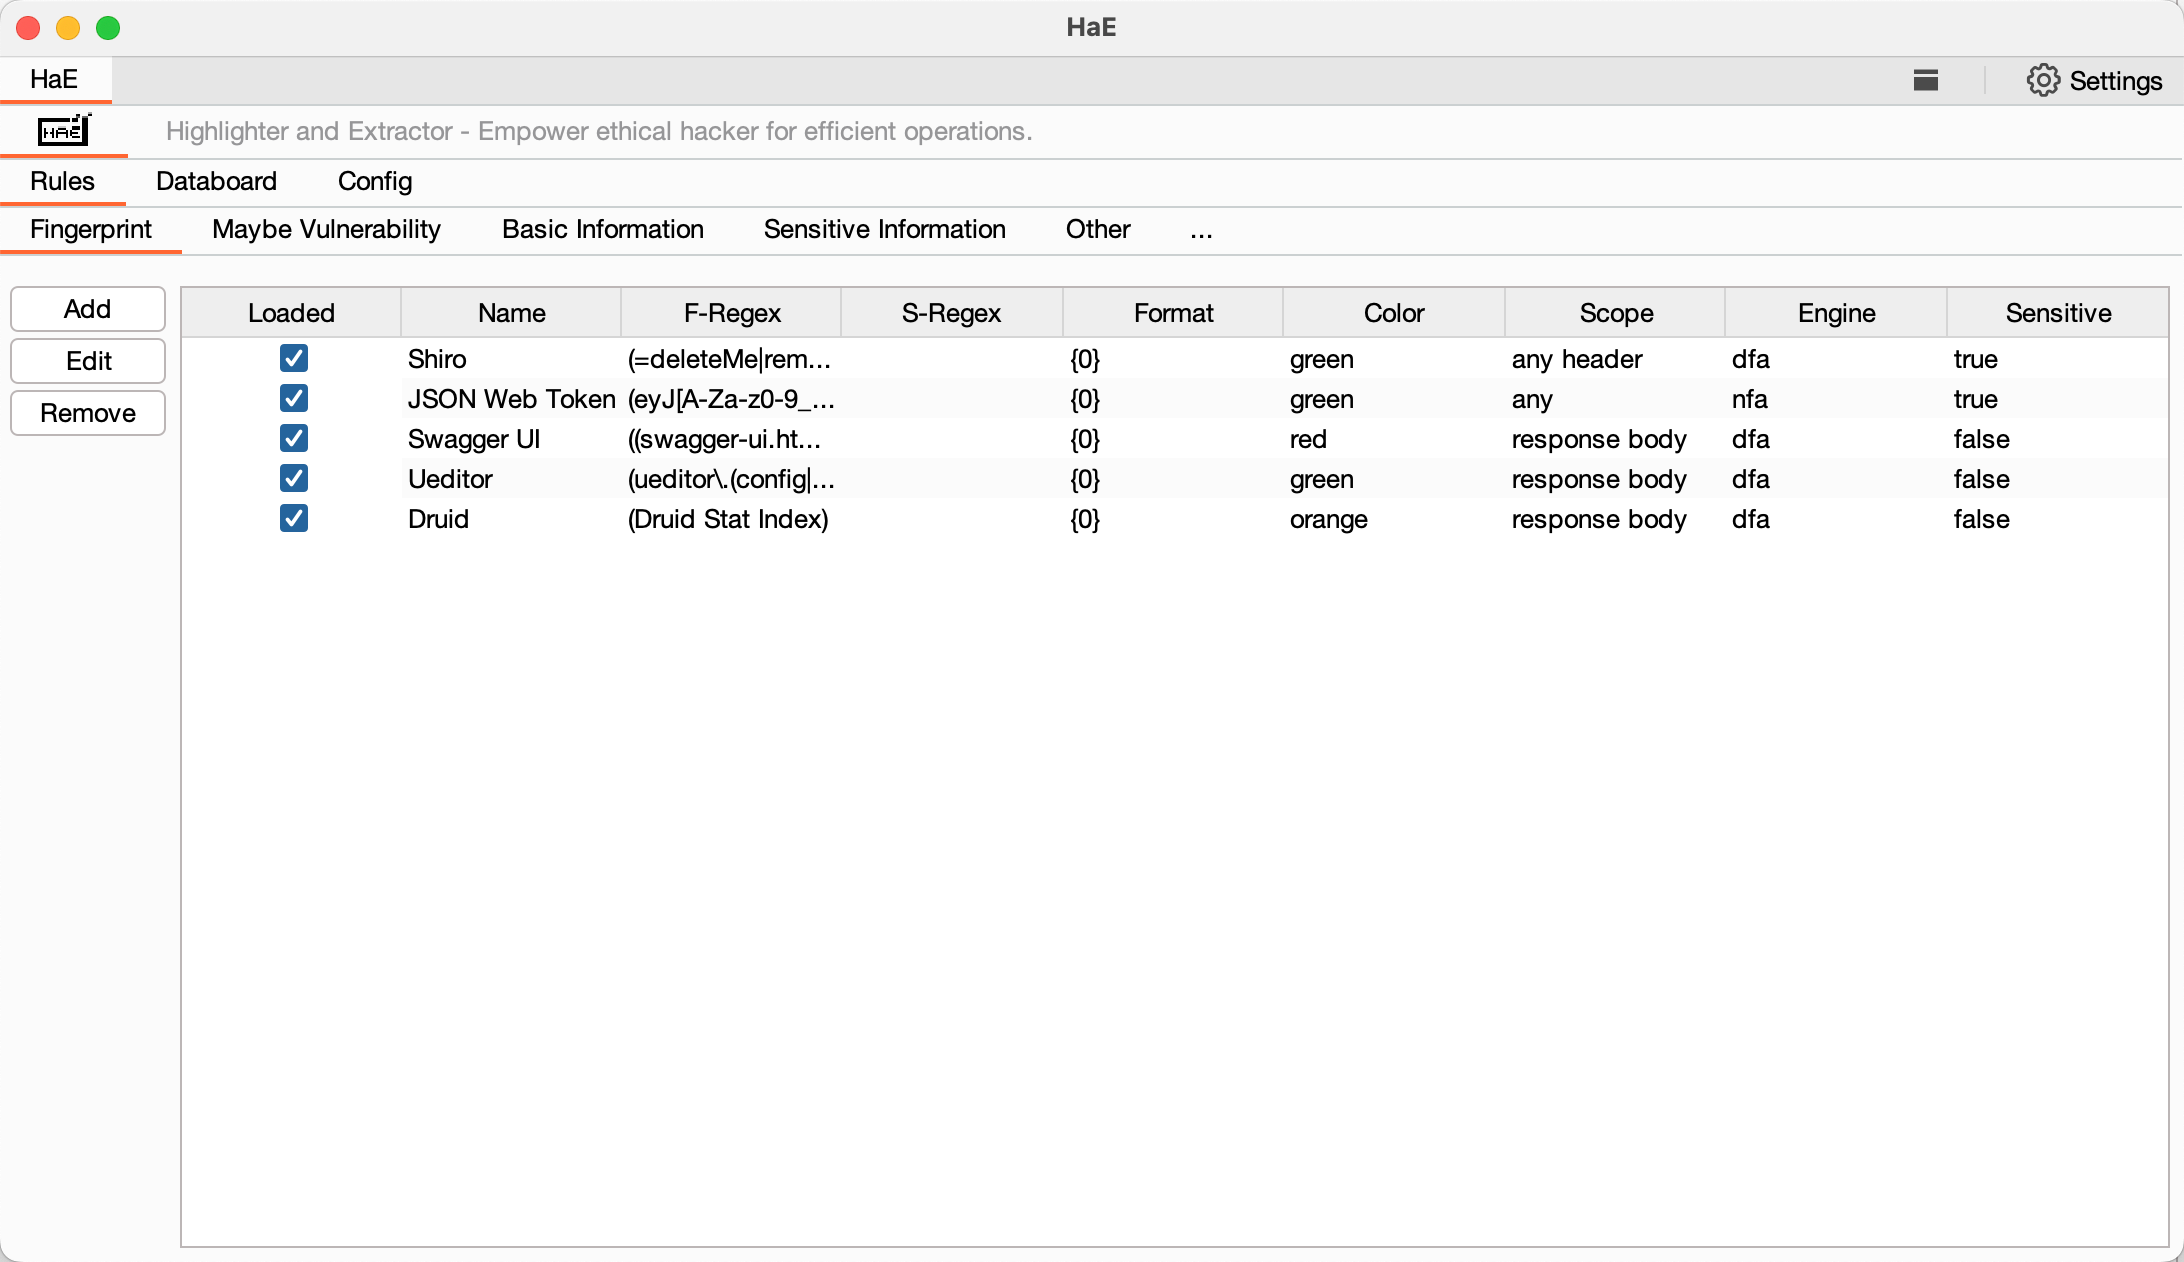 HaE
HaE Settings
HAE Highlighter and Extractor - Empower ethical hacker for efficient operations.
Rules Databoard Config
Fingerprint Maybe Vulnerability Basic Information Sensitive Information Other ...
Add
Edit
Remove
Loaded Name F-Regex S-Regex Format Color Scope Engine Sensitive
Shiro (=deleteMe|rem... {0} green any header dfa true
JSON Web Token (eyJ[A-Za-z0-9_... {0} green any nfa true
Swagger UI ((swagger-ui.ht... {0} red response body dfa false
Ueditor (ueditor\.(config|... {0} green response body dfa false
Druid (Druid Stat Index) {0} orange response body dfa false